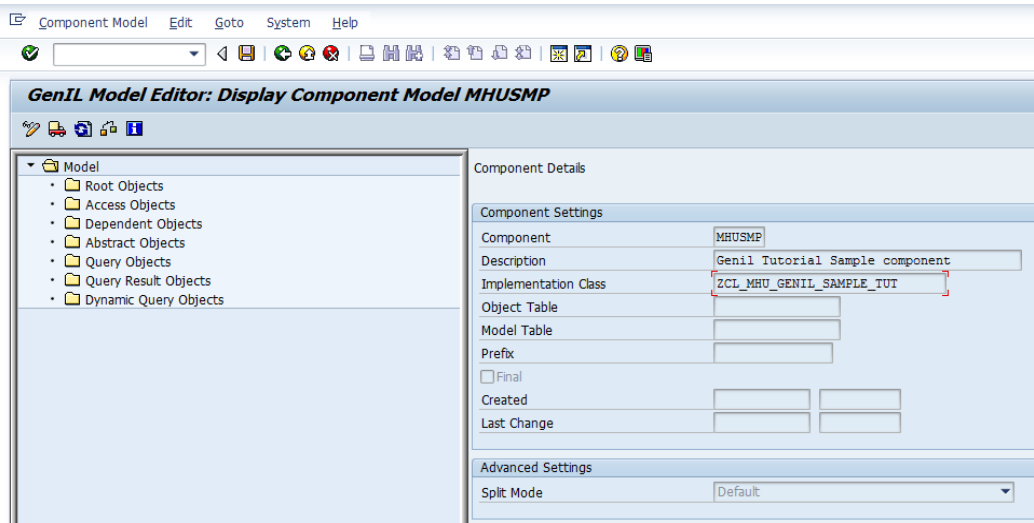 Component Model Edit Goto System Help
GenIL Model Editor: Display Component Model MHUSMP
Model
Root Objects
Access Objects
Dependent Objects
Abstract Objects
Query Objects
Query Result Objects
Dynamic Query Objects
Component Details
Component Settings
Component MHUSMP
Description Genil Tutorial Sample component
Implementation Class ZCL_MHU_GENIL_SAMPLE_TUT
Object Table
Model Table
Prefix
Final
Created
Last Change
Advanced Settings
Split Mode Default